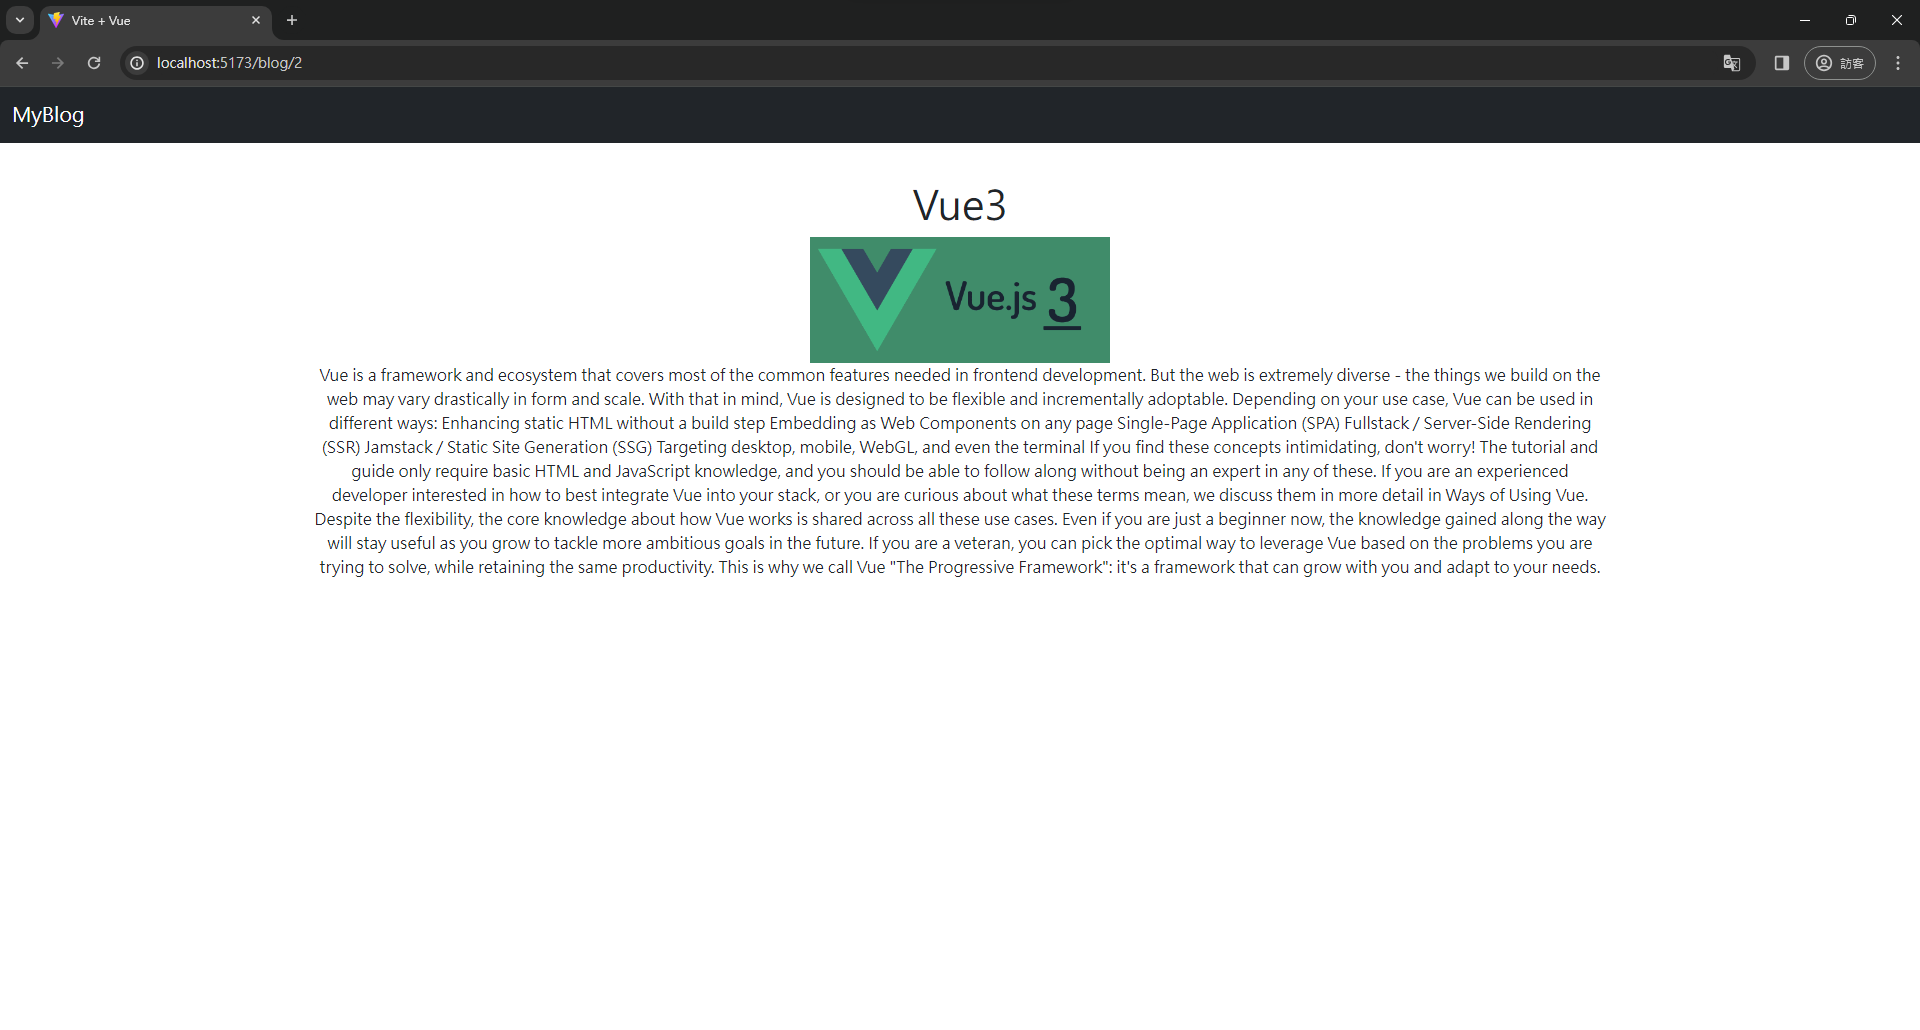 Vite + Vue
localhost:5173/blog/2
訪客
MyBlog
Vue3
Vue.js 3
Vue is a framework and ecosystem that covers most of the common features needed in frontend development. But the web is extremely diverse - the things we build on the
web may vary drastically in form and scale. With that in mind, Vue is designed to be flexible and incrementally adoptable. Depending on your use case, Vue can be used in
different ways: Enhancing static HTML without a build step Embedding as Web Components on any page Single-Page Application (SPA) Fullstack / Server-Side Rendering
(SSR) Jamstack / Static Site Generation (SSG) Targeting desktop, mobile, WebGL, and even the terminal If you find these concepts intimidating, don't worry! The tutorial and
guide only require basic HTML and JavaScript knowledge, and you should be able to follow along without being an expert in any of these. If you are an experienced
developer interested in how to best integrate Vue into your stack, or you are curious about what these terms mean, we discuss them in more detail in Ways of Using Vue.
Despite the flexibility, the core knowledge about how Vue works is shared across all these use cases. Even if you are just a beginner now, the knowledge gained along the way
will stay useful as you grow to tackle more ambitious goals in the future. If you are a veteran, you can pick the optimal way to leverage Vue based on the problems you are
trying to solve, while retaining the same productivity. This is why we call Vue "The Progressive Framework": it's a framework that can grow with you and adapt to your needs.